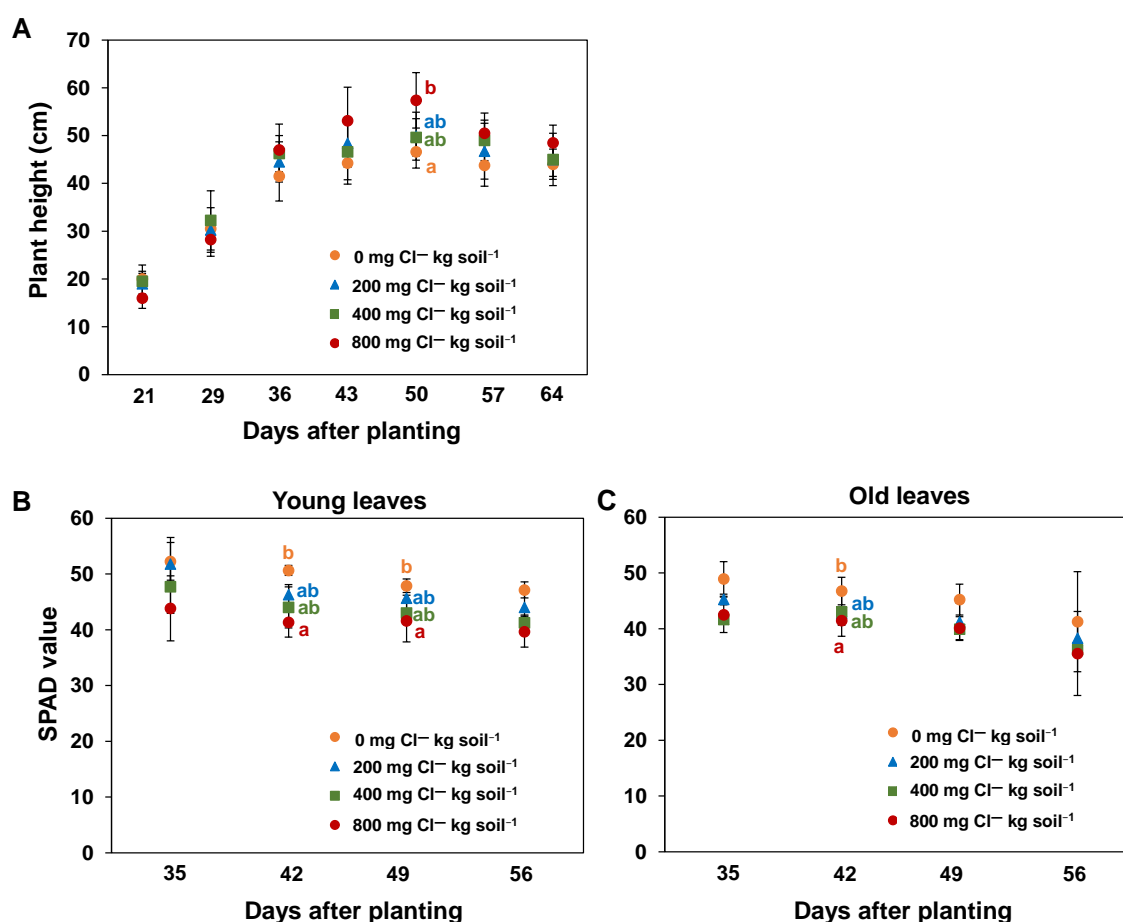 A
70
60
50
40
30
20
10
0
Plant height (cm)
b
ab
ab
a
0 mg Cl— kg soil⁻¹
200 mg Cl— kg soil⁻¹
400 mg Cl— kg soil⁻¹
800 mg Cl— kg soil⁻¹
21 29 36 43 50 57 64
Days after planting
B
Young leaves
60
50
40
30
20
10
0
SPAD value
b
ab
ab
a
b
ab
ab
a
0 mg Cl— kg soil⁻¹
200 mg Cl— kg soil⁻¹
400 mg Cl— kg soil⁻¹
800 mg Cl— kg soil⁻¹
35 42 49 56
Days after planting
C
Old leaves
60
50
40
30
20
10
0
b
ab
ab
a
0 mg Cl— kg soil⁻¹
200 mg Cl— kg soil⁻¹
400 mg Cl— kg soil⁻¹
800 mg Cl— kg soil⁻¹
35 42 49 56
Days after planting